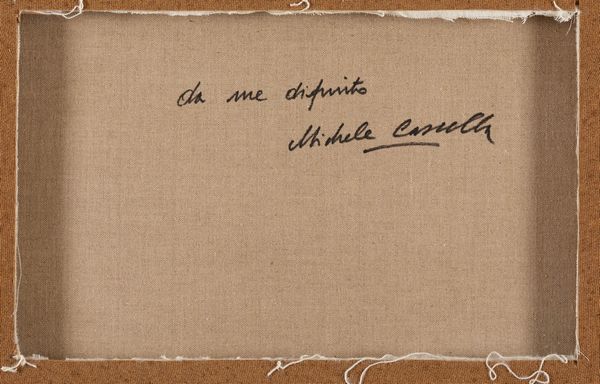 da me dipinto
Michele Cascella